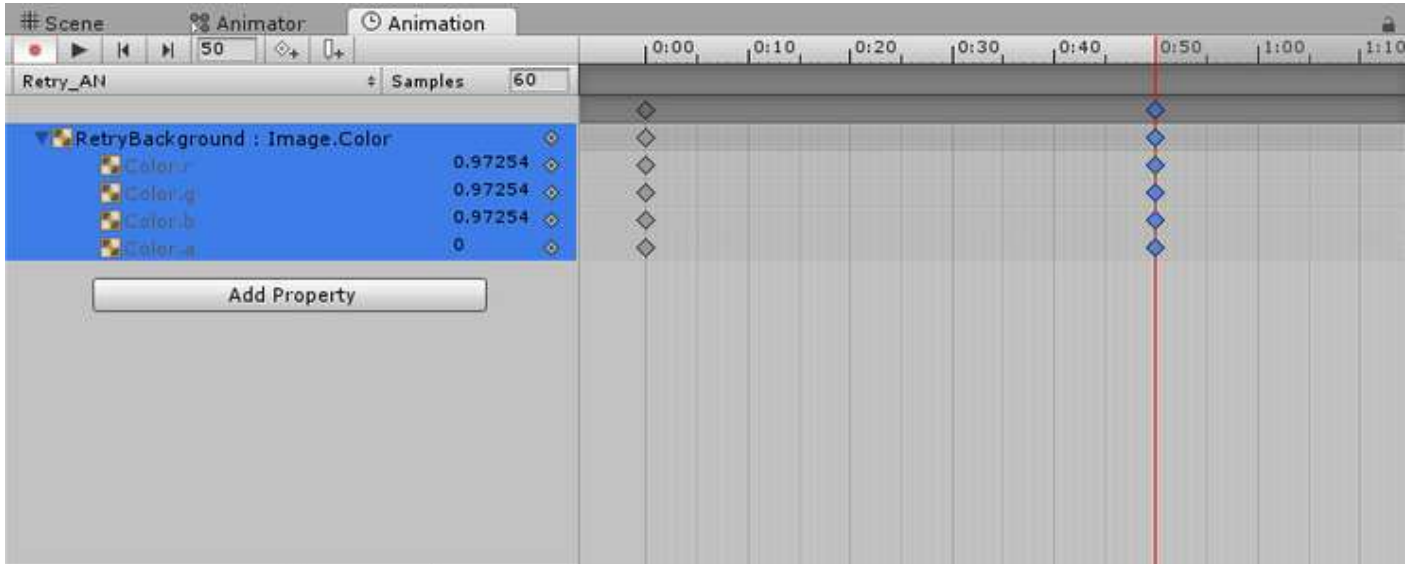 Scene Animator Animation
50 0:00 0:10 0:20 0:30 0:40 0:50 1:00 1:10
Retry_AN Samples 60
RetryBackground : Image.Color
Color.r 0.97254
Color.g 0.97254
Color.b 0.97254
Color.a 0
Add Property